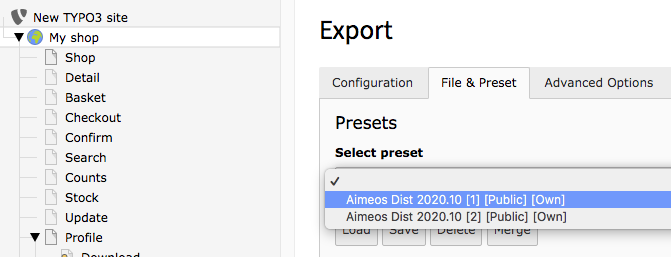 New TYPO3 site
My shop
Shop
Detail
Basket
Checkout
Confirm
Search
Counts
Stock
Update
Profile
Download
Export
Configuration
File & Preset
Advanced Options
Presets
Select preset
Aimeos Dist 2020.10 [1] [Public] [Own]
Aimeos Dist 2020.10 [2] [Public] [Own]
Load Save Delete Merge